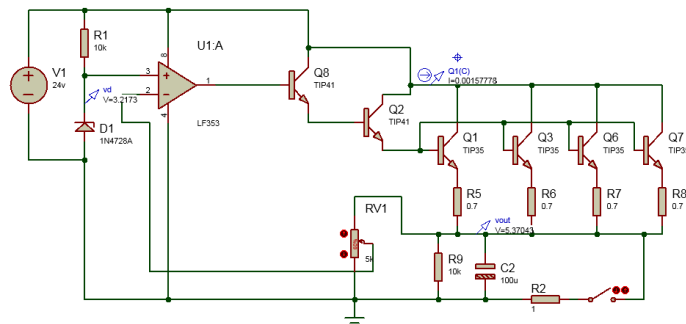 R1
10k
V1
24v
vd
V=3.2173
D1
1N4728A
U1:A
8
3
2
1
4
LF353
Q8
TIP41
Q2
TIP41
Q1(C)
I=0.00157778
Q1
TIP35
Q3
TIP35
Q6
TIP35
Q7
TIP35
R5
0.7
R6
0.7
R7
0.7
R8
0.7
RV1
5k
vout
V=5.37043
R9
10k
C2
100u
R2
1